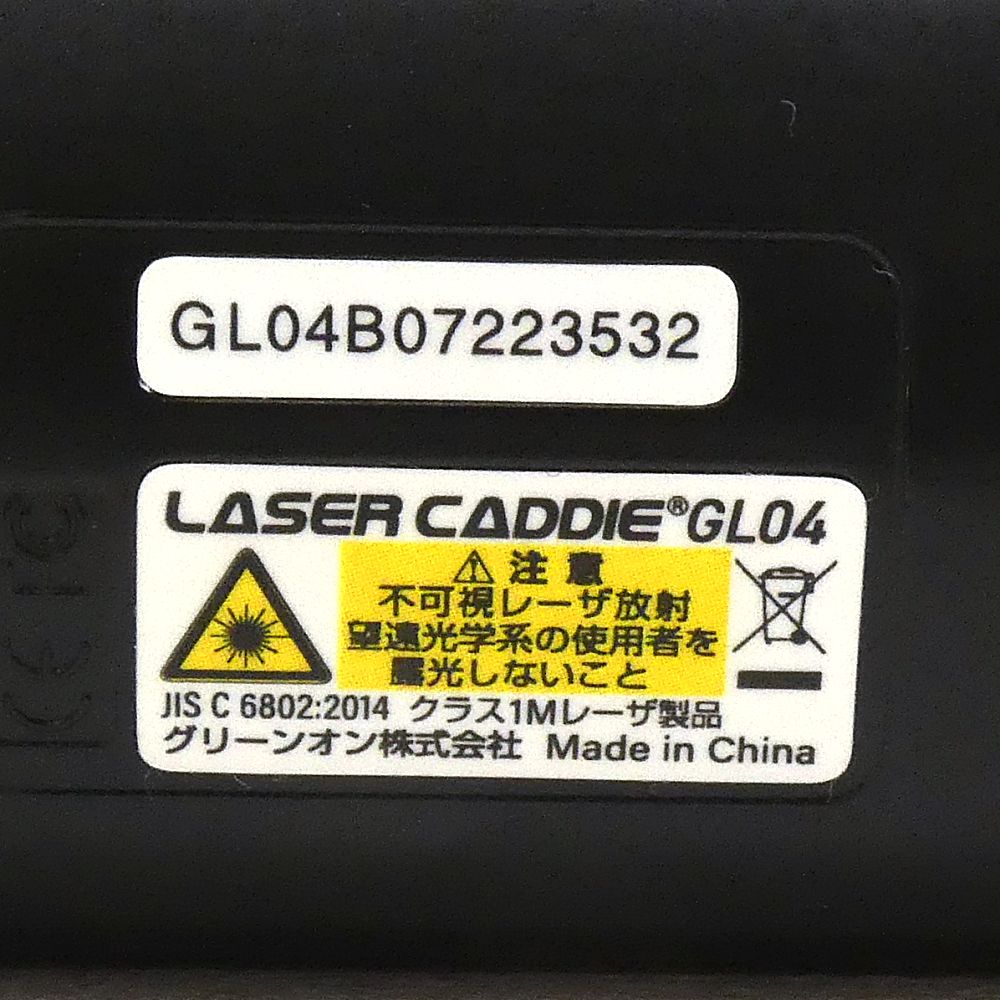 GL04B07223532
LASER CADDIE®GL04
⚠注意
不可視レーザ放射
望遠光学系の使用者を
露光しないこと
JIS C 6802:2014 クラス1Mレーザ製品
グリーンオン株式会社 Made in China